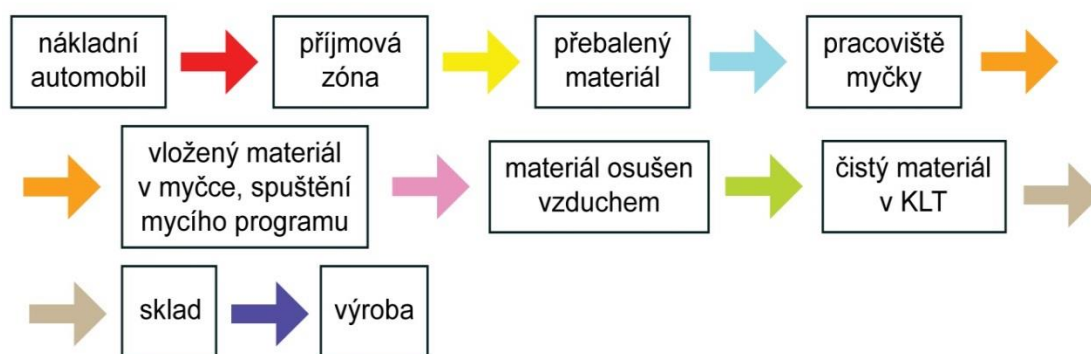 nákladní
automobil
příjmová
zóna
přebalený
materiál
pracoviště
myčky
vložený materiál
v myčce, spuštění
mycího programu
materiál osušen
vzduchem
čistý materiál
v KLT
sklad
výroba